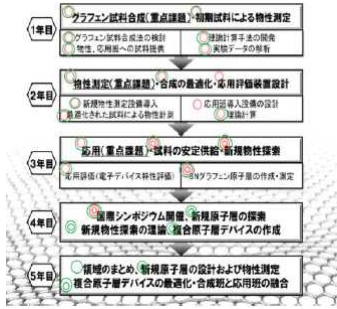 1年目
グラフェン試料合成(重点課題)・初期試料による物性測定
グラフェン試料合成法の検討
理論計算手法の開発
物性、応用面への試料提供
実験データの解析
2年目
物性測定(重点課題)・合成の最適化・応用評価装置設計
新規物性測定設備導入
応用班導入設備の設計
最適化された試料による物性計測
理論計算
3年目
応用(重点課題)・試料の安定供給・新規物性探索
応用評価(電子デバイス特性評価)
BNグラフェン原子層の作成・測定
4年目
国際シンポジウム開催、新規原子層の探索
新規物性探索の理論、複合原子層デバイスの作成
5年目
領域のまとめ、新規原子層の設計および物性測定
複合原子層デバイスの最適化・合成班と応用班の融合